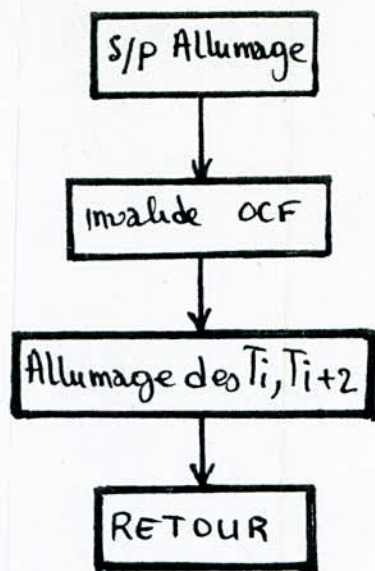 S/P Allumage
invalide OCF
Allumage des Ti, Ti+2
RETOUR